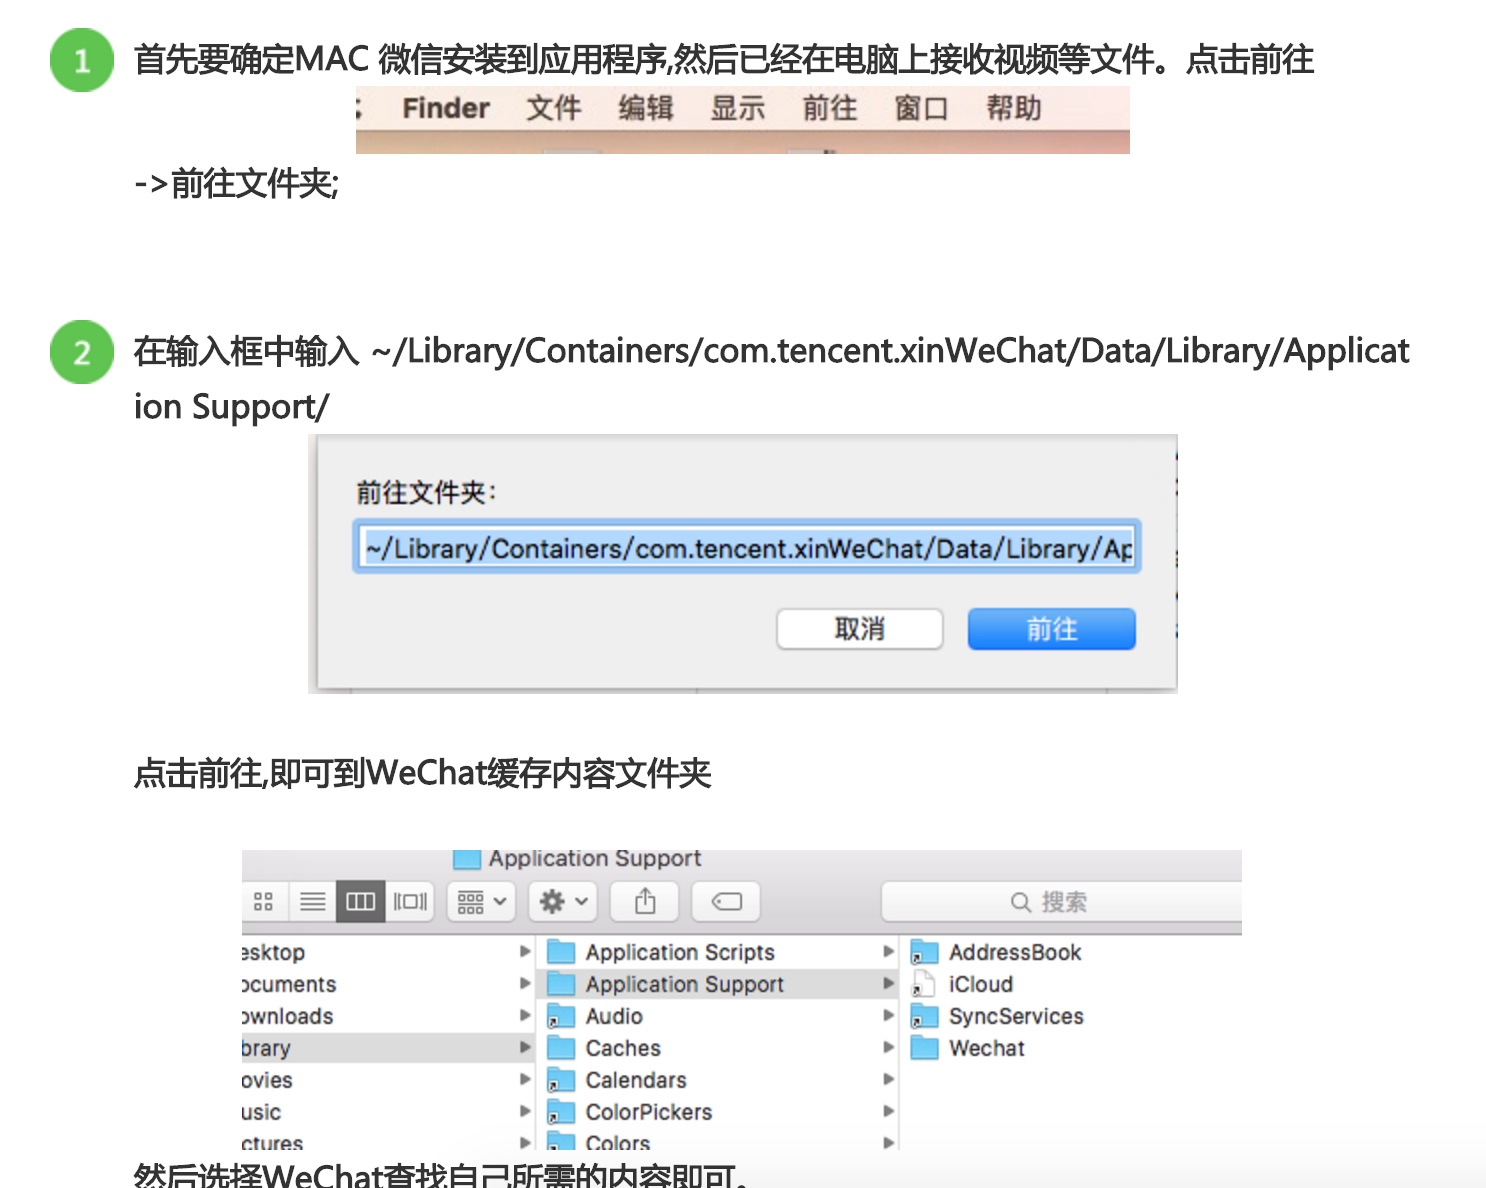 1 首先要确定MAC 微信安装到应用程序,然后已经在电脑上接收视频等文件。点击前往
Finder 文件 编辑 显示 前往 窗口 帮助
->前往文件夹;
2 在输入框中输入 ~/Library/Containers/com.tencent.xinWeChat/Data/Library/Applicat
ion Support/
前往文件夹：
~/Library/Containers/com.tencent.xinWeChat/Data/Library/Ap
取消 前往
点击前往,即可到WeChat缓存内容文件夹
Application Support
搜索
esktop Application Scripts AddressBook
ocuments Application Support iCloud
ownloads Audio SyncServices
brary Caches Wechat
ovies Calendars
usic ColorPickers
ctures Colors
然后选择WeChat查找自己所需的内容即可。